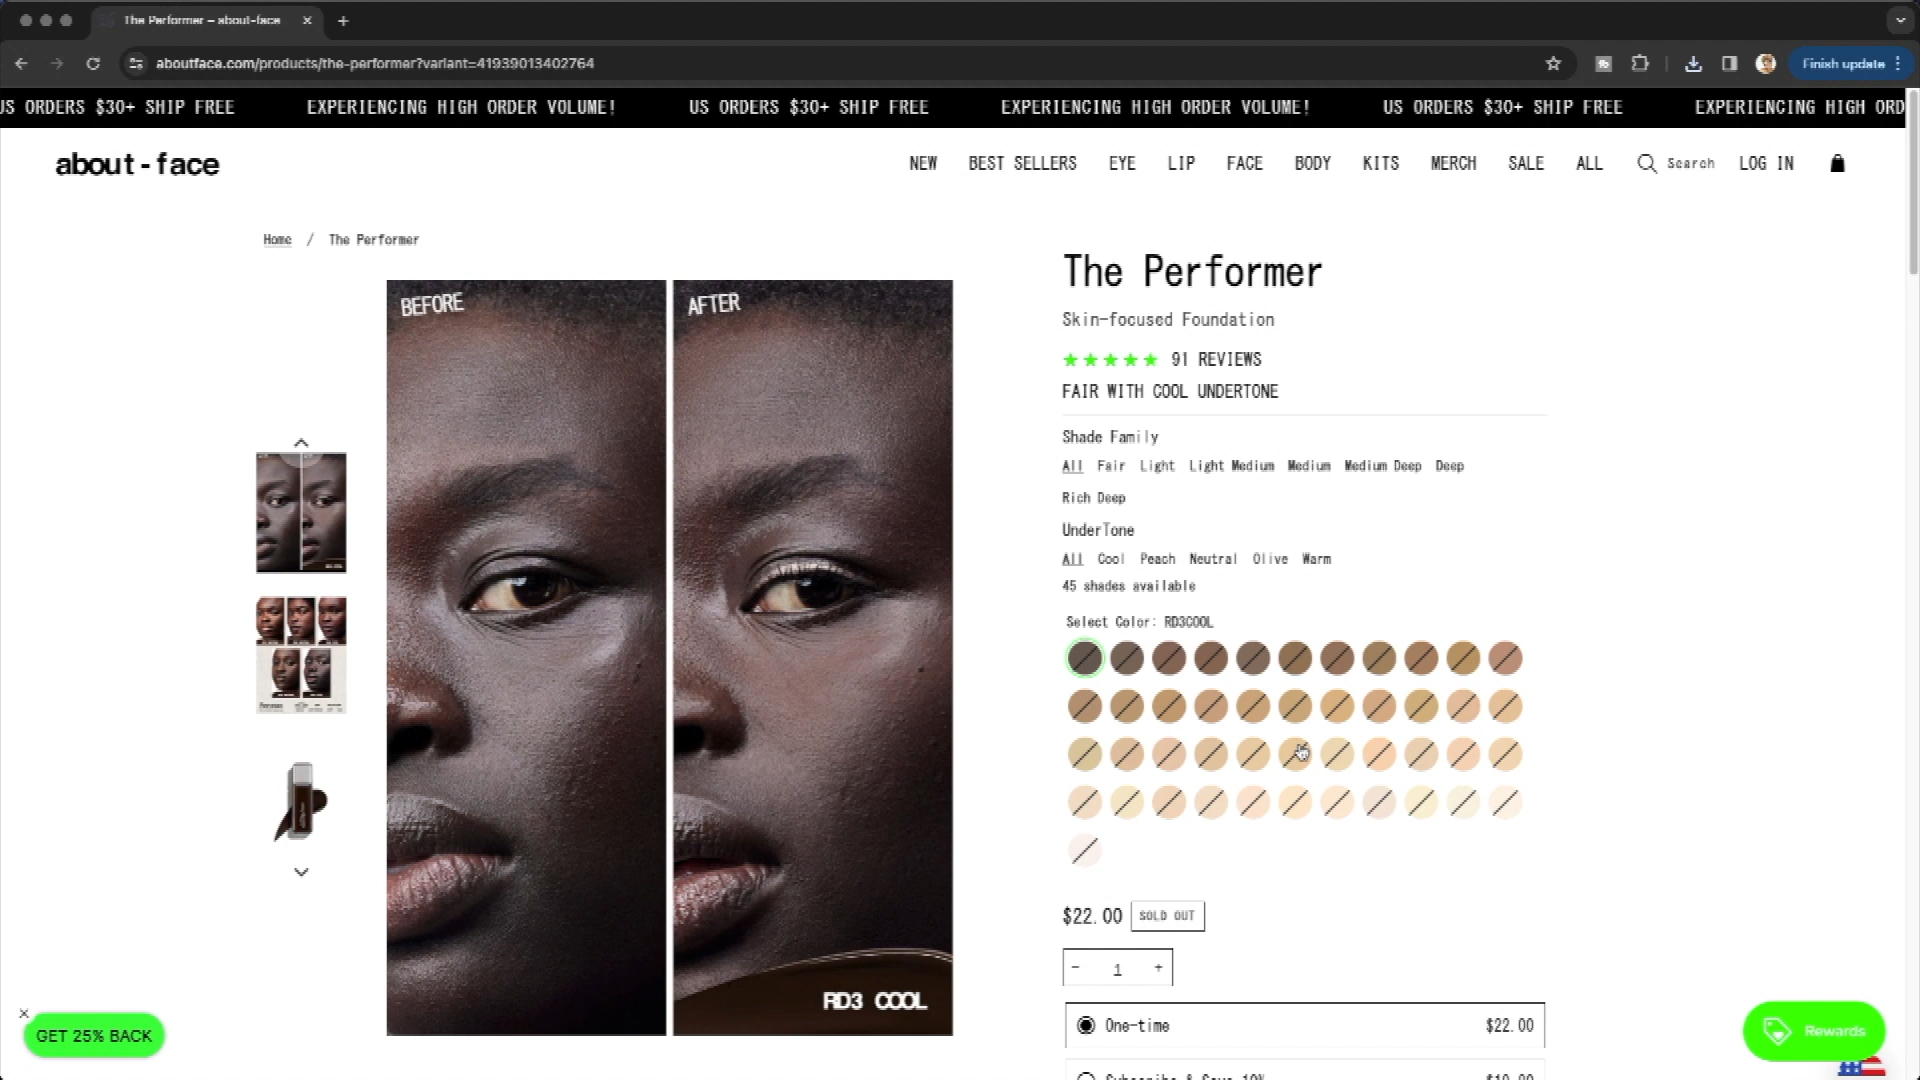 The Performer – about-face
aboutface.com/products/the-performer?variant=41939013402764
Finish update
US ORDERS $30+ SHIP FREE EXPERIENCING HIGH ORDER VOLUME! US ORDERS $30+ SHIP FREE EXPERIENCING HIGH ORDER VOLUME! US ORDERS $30+ SHIP FREE EXPERIENCING HIGH ORD
about-face
NEW BEST SELLERS EYE LIP FACE BODY KITS MERCH SALE ALL Search LOG IN
Home / The Performer
BEFORE
AFTER
RD3 COOL
The Performer
Skin-focused Foundation
91 REVIEWS
FAIR WITH COOL UNDERTONE
Shade Family
All Fair Light Light Medium Medium Medium Deep Deep
Rich Deep
UnderTone
All Cool Peach Neutral Olive Warm
45 shades available
Select Color: RD3COOL
$22.00 SOLD OUT
- 1 +
One-time $22.00
Subscribe & Save 10%
GET 25% BACK
Rewards